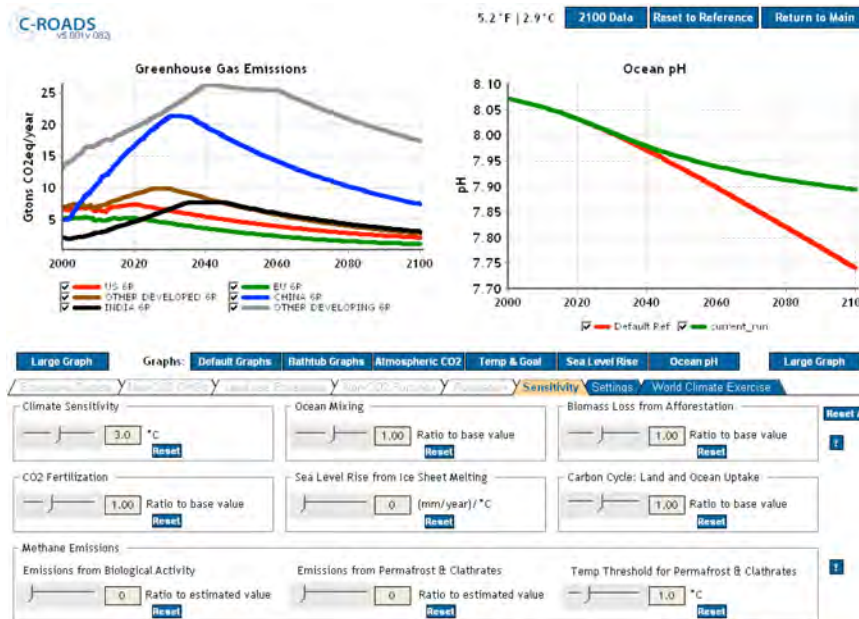 C-ROADS
5.2°F | 2.9°C
2100 Data
Reset to Reference
Return to Main
Greenhouse Gas Emissions
Gtons CO2eq/year
25
20
15
10
5
2000 2020 2040 2060 2080 2100
US 6R
EU 6R
OTHER DEVELOPED 6R
CHINA 6R
INDIA 6R
OTHER DEVELOPING 6R
Ocean pH
pH
8.10
8.05
8.00
7.95
7.90
7.85
7.80
7.75
7.70
2000 2020 2040 2060 2080 210
Default Ref
current_run
Large Graph
Graphs:
Default Graphs
Bathtub Graphs
Atmospheric CO2
Temp & Goal
Sea Level Rise
Ocean pH
Large Graph
Sensitivity
Settings
World Climate Exercise
Climate Sensitivity
3.0 °C
Reset
Ocean Mixing
1.00 Ratio to base value
Reset
Biomass Loss from Afforestation
1.00 Ratio to base value
Reset
Reset A
?
CO2 Fertilization
1.00 Ratio to base value
Reset
Sea Level Rise from Ice Sheet Melting
0 (mm/year)/°C
Reset
Carbon Cycle: Land and Ocean Uptake
1.00 Ratio to base value
Reset
Methane Emissions
Emissions from Biological Activity
0 Ratio to estimated value
Reset
Emissions from Permafrost & Clathrates
0 Ratio to estimated value
Reset
Temp Threshold for Permafrost & Clathrates
1.0 °C
Reset
?